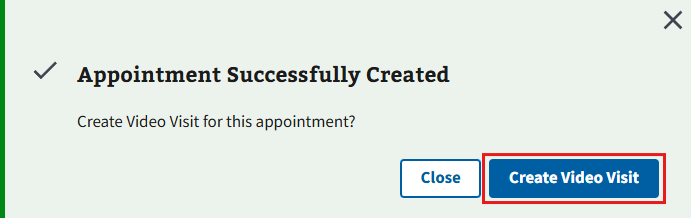 Appointment Successfully Created
Create Video Visit for this appointment?
Close
Create Video Visit